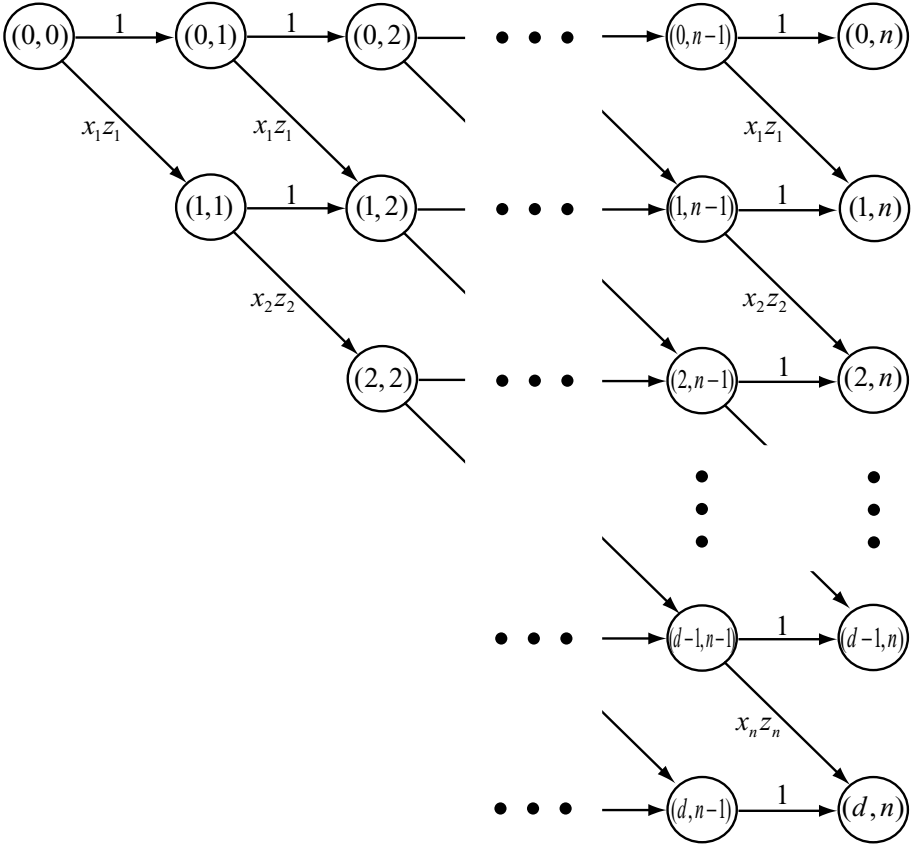 (0,0) 1 (0,1) 1 (0,2) (0,n−1) 1 (0,n)
x₁z₁ x₁z₁ x₁z₁
(1,1) 1 (1,2) (1,n−1) 1 (1,n)
x₂z₂ x₂z₂
(2,2) (2,n−1) 1 (2,n)
(d−1,n−1) 1 (d−1,n)
xₙzₙ
(d,n−1) 1 (d,n)